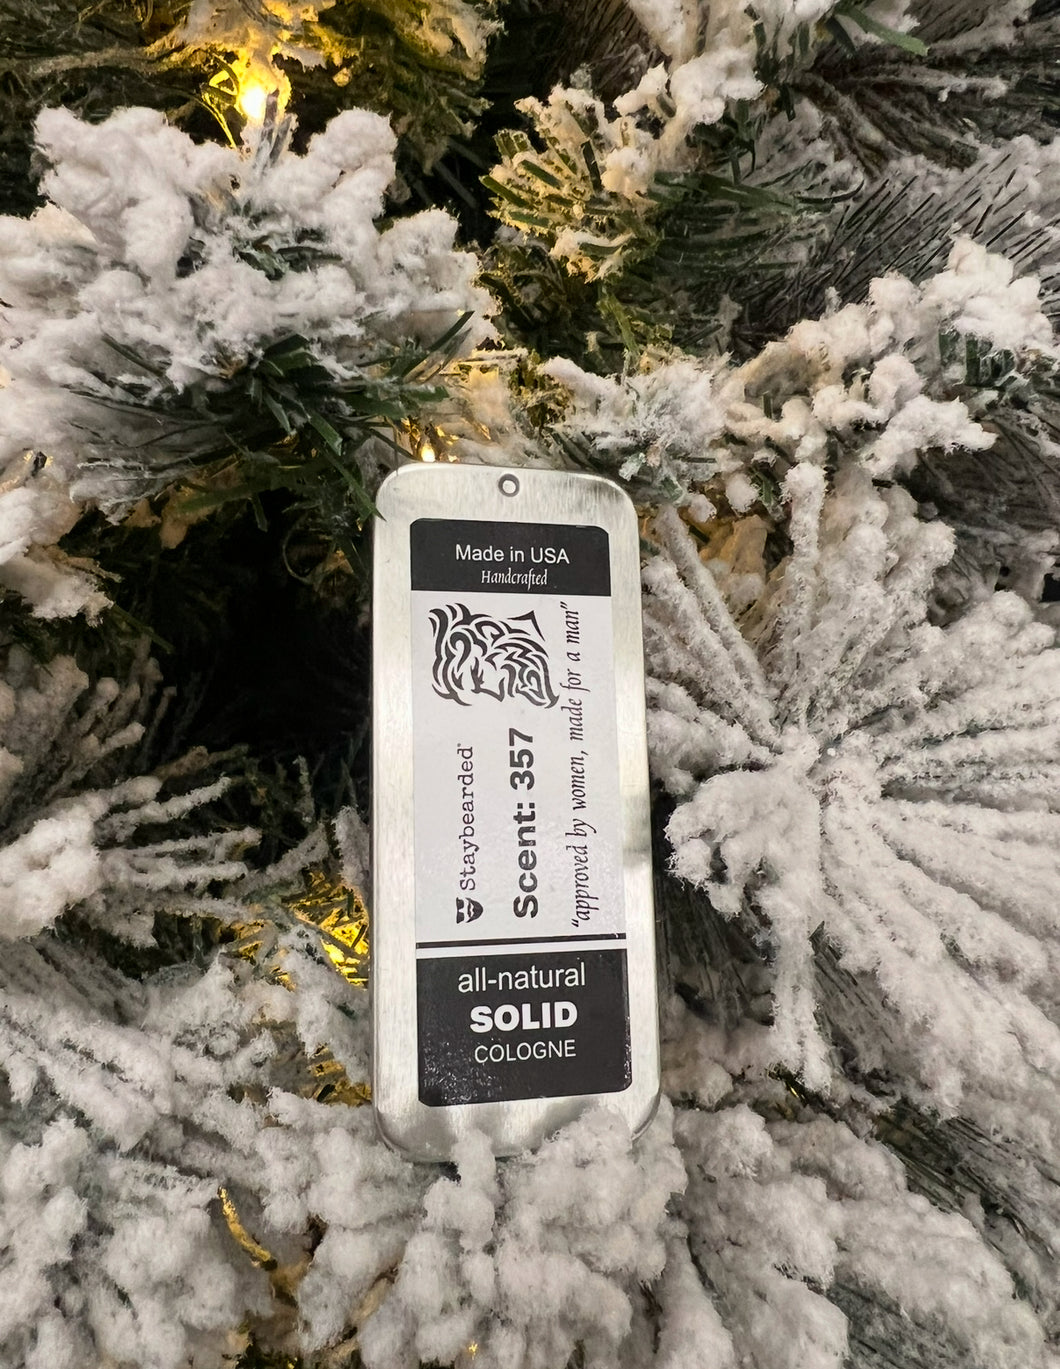 Made in USA
Handcrafted
Staybearded®
Scent: 357
"approved by women, made for a man"
all-natural
SOLID
COLOGNE